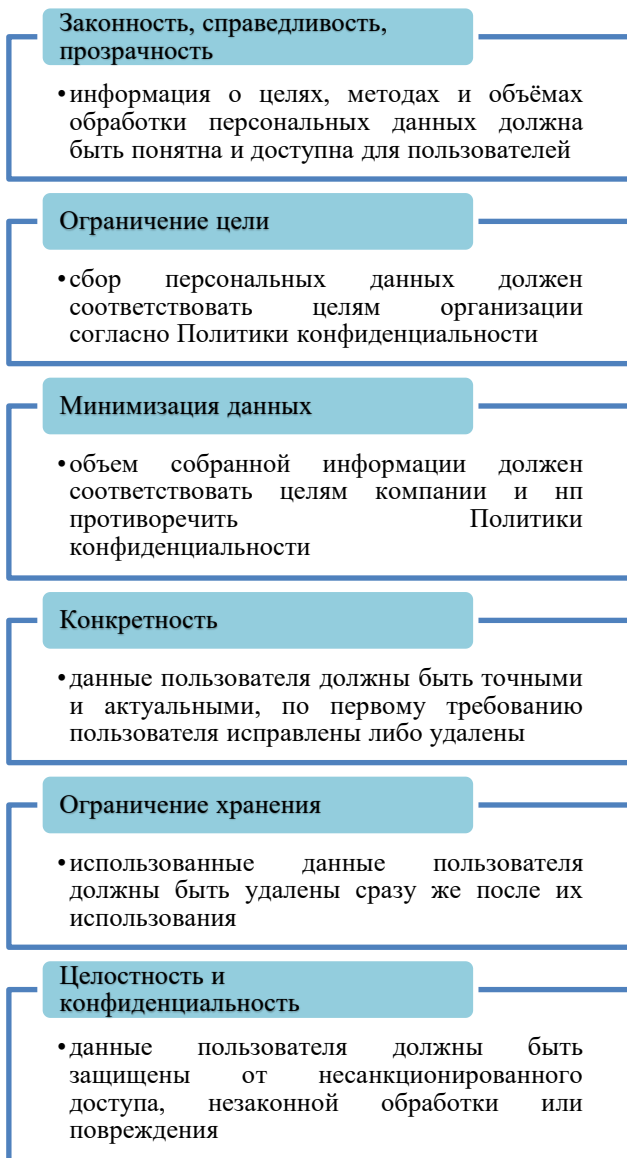 Законность, справедливость,
прозрачность
•информация о целях, методах и объёмах
обработки персональных данных должна
быть понятна и доступна для пользователей
Ограничение цели
•сбор персональных данных должен
соответствовать целям организации
согласно Политики конфиденциальности
Минимизация данных
•объем собранной информации должен
соответствовать целям компании и нп
противоречить Политики
конфиденциальности
Конкретность
•данные пользователя должны быть точными
и актуальными, по первому требованию
пользователя исправлены либо удалены
Ограничение хранения
•использованные данные пользователя
должны быть удалены сразу же после их
использования
Целостность и
конфиденциальность
•данные пользователя должны быть
защищены от несанкционированного
доступа, незаконной обработки или
повреждения